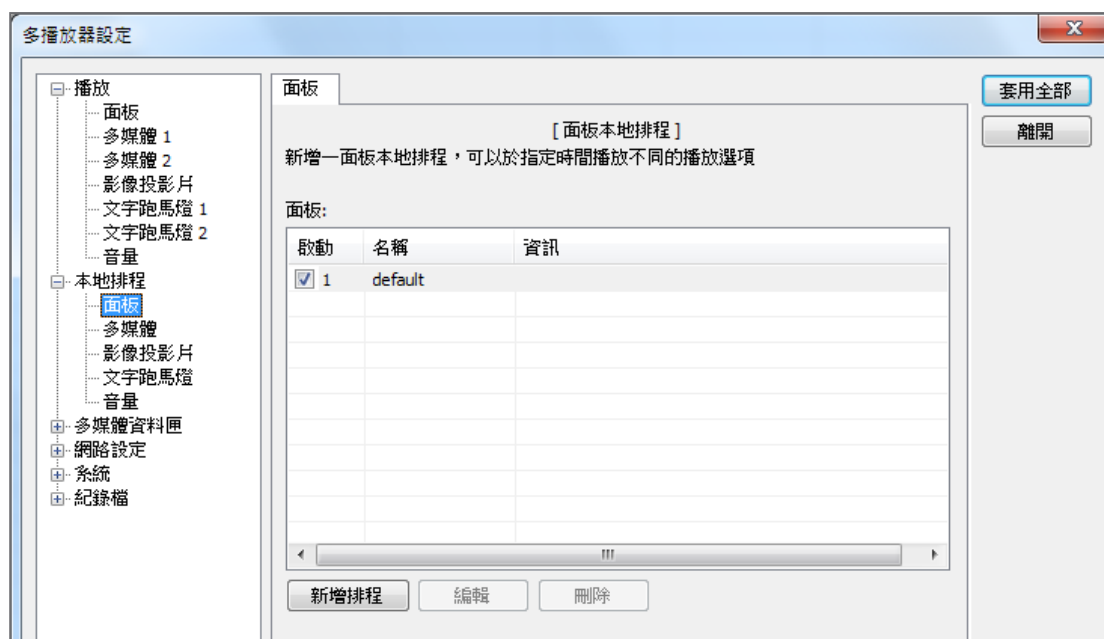 多播放器設定
播放
面板
多媒體 1
多媒體 2
影像投影片
文字跑馬燈 1
文字跑馬燈 2
音量
本地排程
面板
多媒體
影像投影片
文字跑馬燈
音量
多媒體資料匣
網路設定
系統
紀錄檔
面板
[ 面板本地排程 ]
新增一面板本地排程，可以於指定時間播放不同的播放選項
面板:
啟動 名稱 資訊
1 default
新增排程 編輯 刪除
套用全部
離開